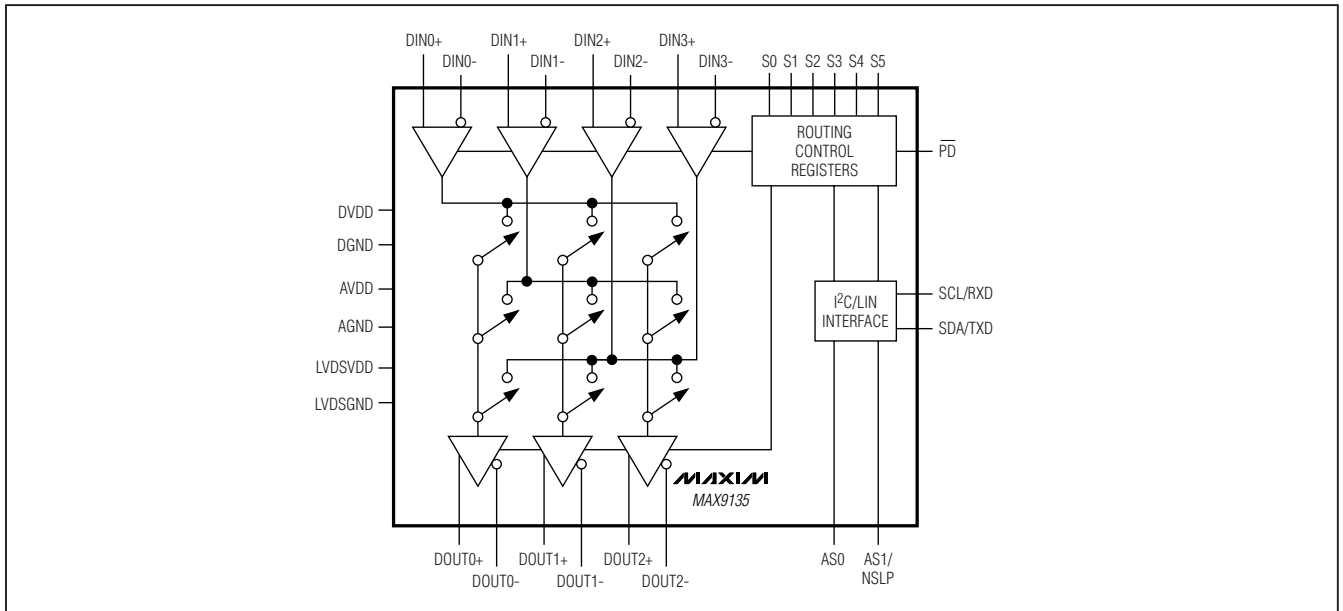 DIN0+ DIN1+ DIN2+ DIN3+
DIN0- DIN1- DIN2- DIN3- S0 S1 S2 S3 S4 S5
ROUTING
CONTROL
REGISTERS
PD
DVDD
DGND
AVDD
AGND
LVDSVDD
LVDSGND
I2C/LIN
INTERFACE
SCL/RXD
SDA/TXD
MAXIM
MAX9135
DOUT0+ DOUT1+ DOUT2+ AS0 AS1/
DOUT0- DOUT1- DOUT2- NSLP